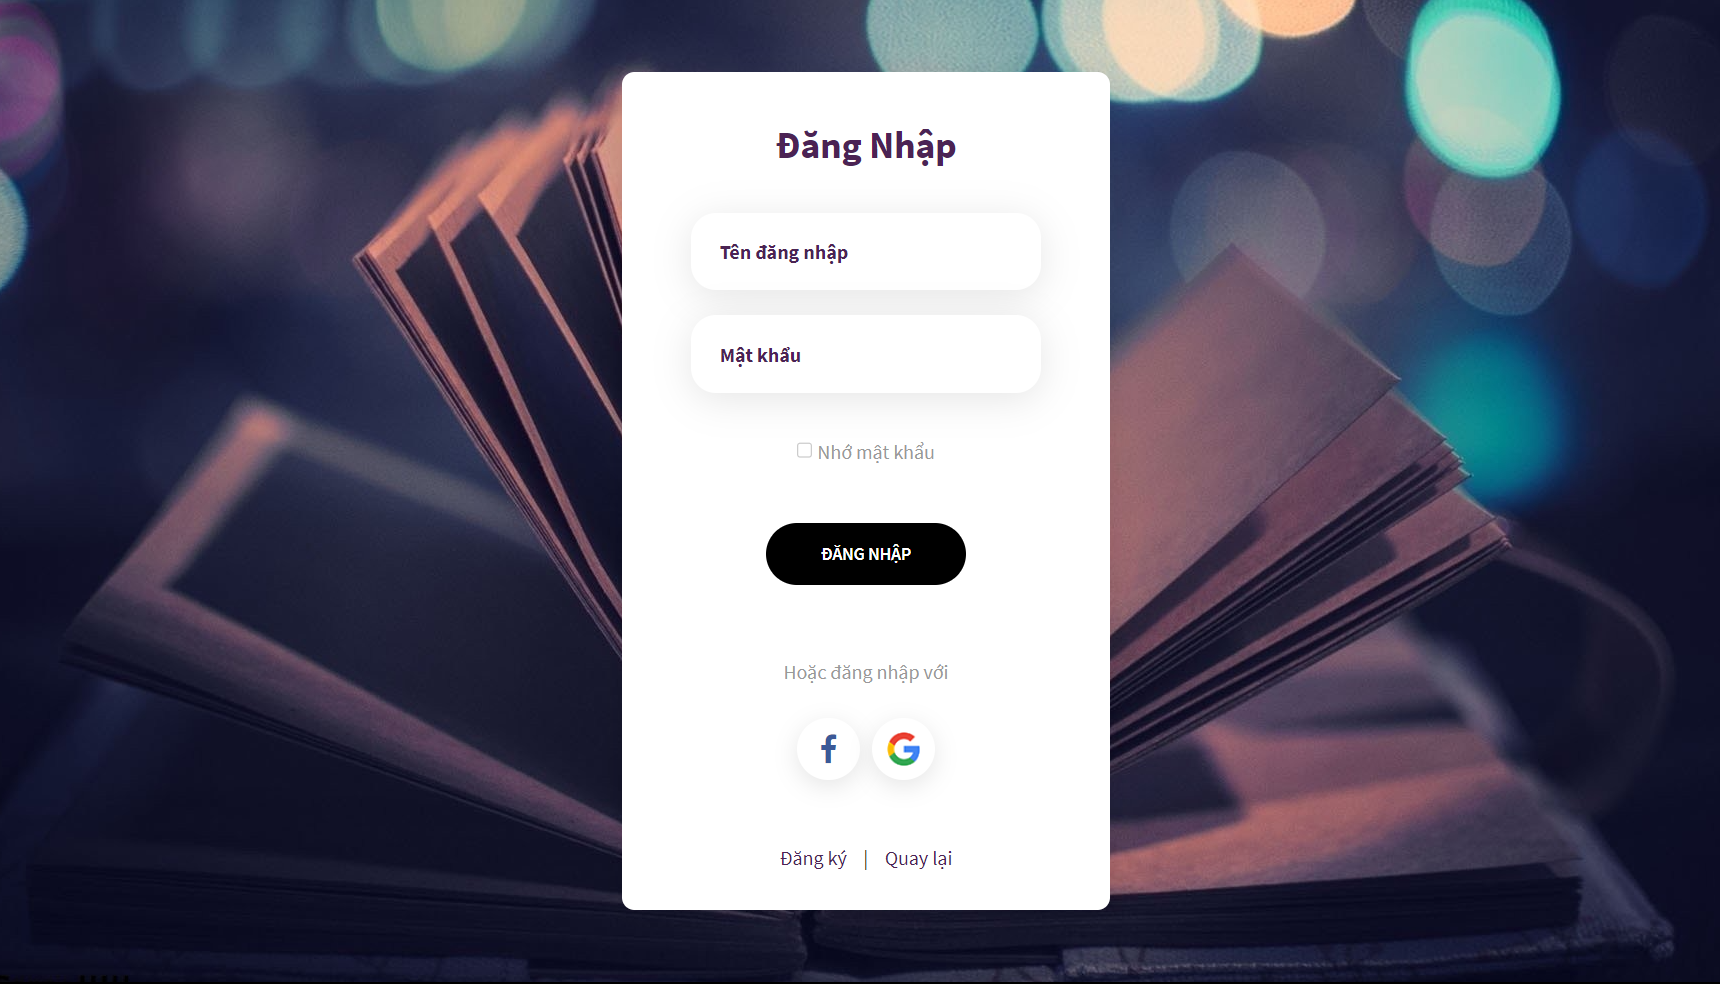 Đăng Nhập
Tên đăng nhập
Mật khẩu
Nhớ mật khẩu
ĐĂNG NHẬP
Hoặc đăng nhập với
Đăng ký | Quay lại